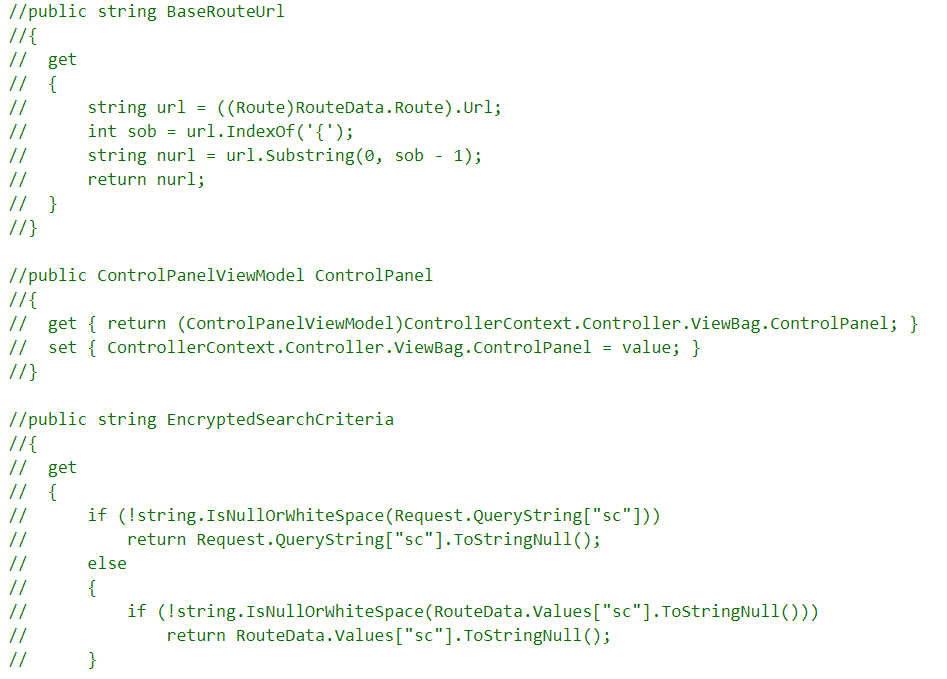 //public string BaseRouteUrl
//{
//  get
//  {
//      string url = ((Route)RouteData.Route).Url;
//      int sob = url.IndexOf('{');
//      string nurl = url.Substring(0, sob - 1);
//      return nurl;
//  }
//}

//public ControlPanelViewModel ControlPanel
//{
//  get { return (ControlPanelViewModel)ControllerContext.Controller.ViewBag.ControlPanel; }
//  set { ControllerContext.Controller.ViewBag.ControlPanel = value; }
//}

//public string EncryptedSearchCriteria
//{
//  get
//  {
//      if (!string.IsNullOrWhiteSpace(Request.QueryString["sc"]))
//          return Request.QueryString["sc"].ToStringNull();
//      else
//      {
//          if (!string.IsNullOrWhiteSpace(RouteData.Values["sc"].ToStringNull()))
//              return RouteData.Values["sc"].ToStringNull();
//      }